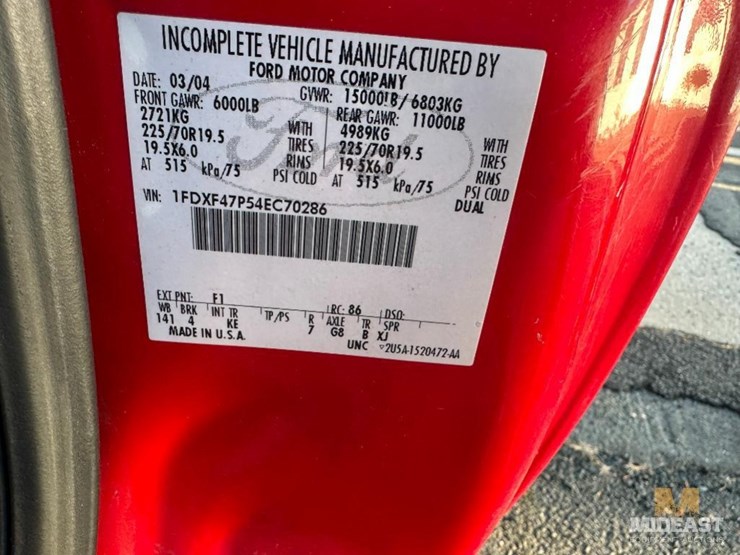 INCOMPLETE VEHICLE MANUFACTURED BY
FORD MOTOR COMPANY
DATE: 03/04 GVWR: 15000LB/6803KG
FRONT GAWR: 6000LB REAR GAWR: 11000LB
2721KG WITH 4989KG WITH
225/70R19.5 TIRES 225/70R19.5 TIRES
19.5X6.0 RIMS 19.5X6.0 RIMS
AT 515 kPa/75 PSI COLD AT 515 kPa/75 PSI COLD
DUAL
VIN: 1FDXF47P54EC70286
Ford
EXT PNT: F1 RC: 86 DSO:
WB BRK INT TR TP/PS R AXLE TR SPR
141 4 KE 7 G8 B XJ
MADE IN U.S.A. UNC 2U5A-1520472-AA
M
MIDEAST